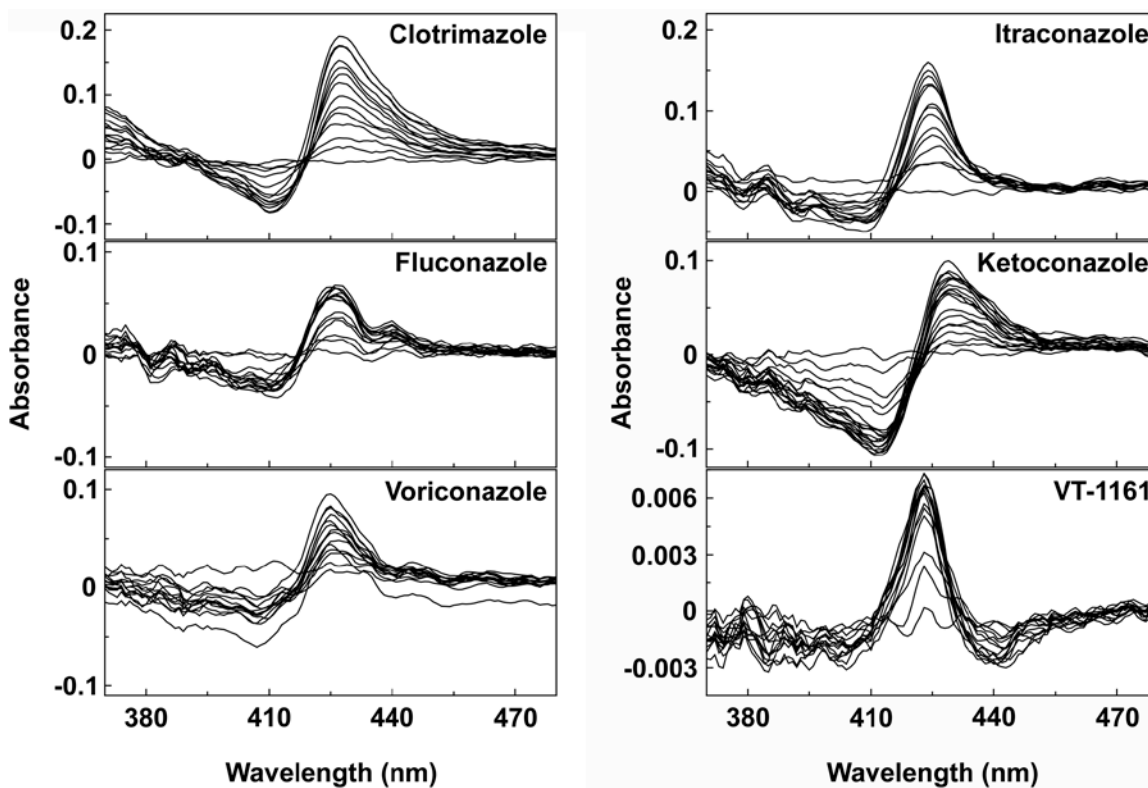 0.2
Clotrimazole
0.1
0
-0.1
0.1
Fluconazole
0
-0.1
0.1
Voriconazole
0
-0.1
380 410 440 470
Wavelength (nm)
Absorbance
0.2
Itraconazole
0.1
0
0.1
Ketoconazole
0
-0.1
0.006
VT-1161
0.003
0
-0.003
380 410 440 470
Wavelength (nm)
Absorbance